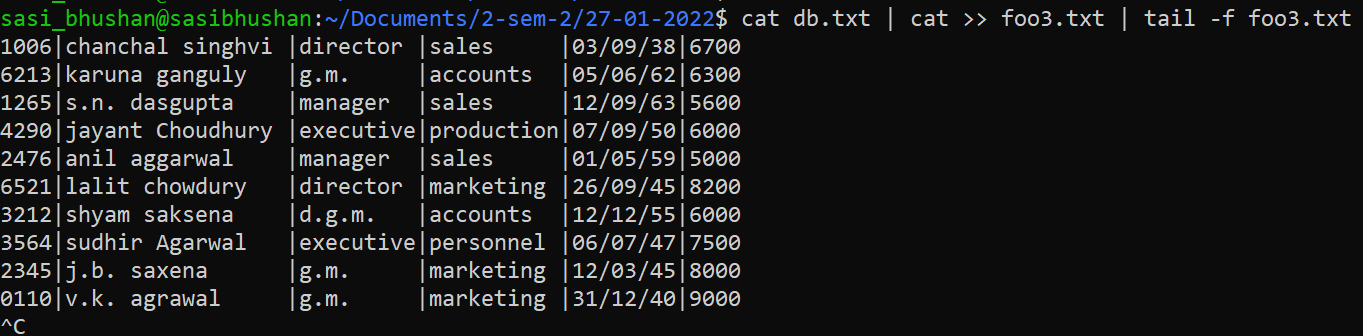 sasi_bhushan@sasibhushan:~/Documents/2-sem-2/27-01-2022$ cat db.txt | cat >> foo3.txt | tail -f foo3.txt
1006|chanchal singhvi |director |sales     |03/09/38|6700
6213|karuna ganguly   |g.m.     |accounts  |05/06/62|6300
1265|s.n. dasgupta    |manager  |sales     |12/09/63|5600
4290|jayant Choudhury |executive|production|07/09/50|6000
2476|anil aggarwal    |manager  |sales     |01/05/59|5000
6521|lalit chowdury   |director |marketing |26/09/45|8200
3212|shyam saksena    |d.g.m.   |accounts  |12/12/55|6000
3564|sudhir Agarwal   |executive|personnel |06/07/47|7500
2345|j.b. saxena      |g.m.     |marketing |12/03/45|8000
0110|v.k. agrawal     |g.m.     |marketing |31/12/40|9000
^C